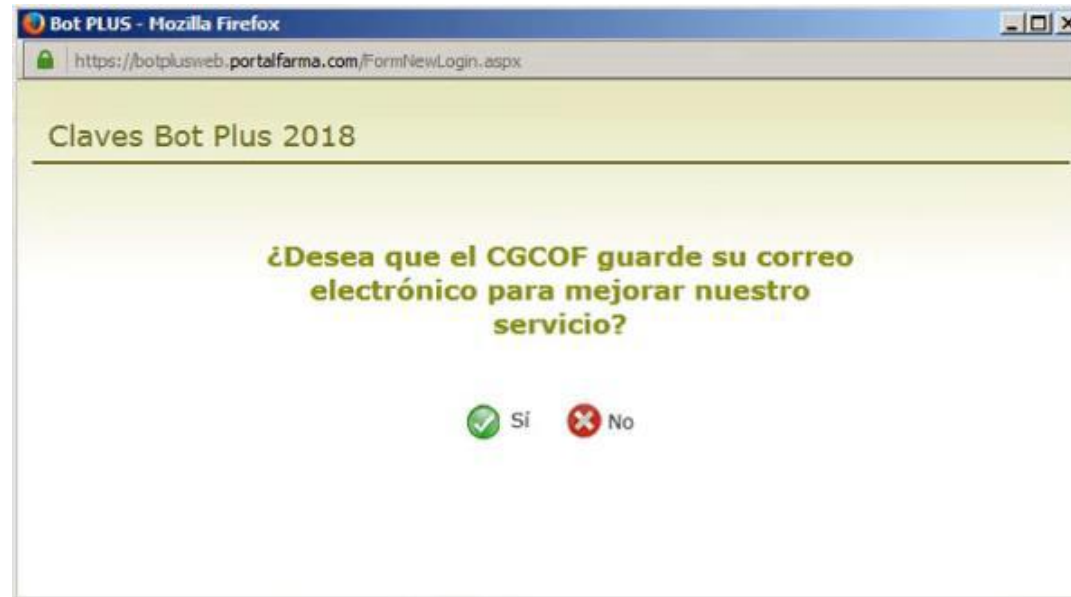 Bot PLUS - Mozilla Firefox
https://botplusweb.portalfarma.com/FormNewLogin.aspx
Claves Bot Plus 2018
¿Desea que el CGCOF guarde su correo
electrónico para mejorar nuestro
servicio?
Sí No